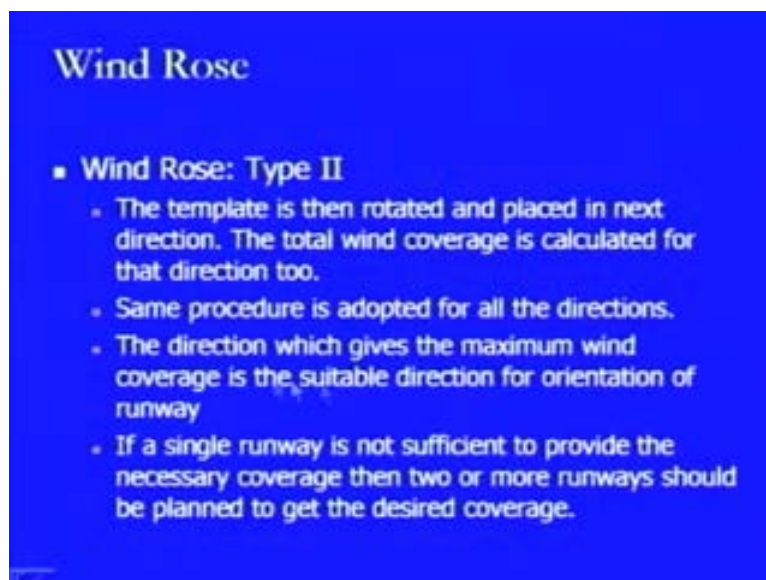 Wind Rose
Wind Rose: Type II
The template is then rotated and placed in next
direction. The total wind coverage is calculated for
that direction too.
Same procedure is adopted for all the directions.
The direction which gives the maximum wind
coverage is the suitable direction for orientation of
runway
If a single runway is not sufficient to provide the
necessary coverage then two or more runways should
be planned to get the desired coverage.